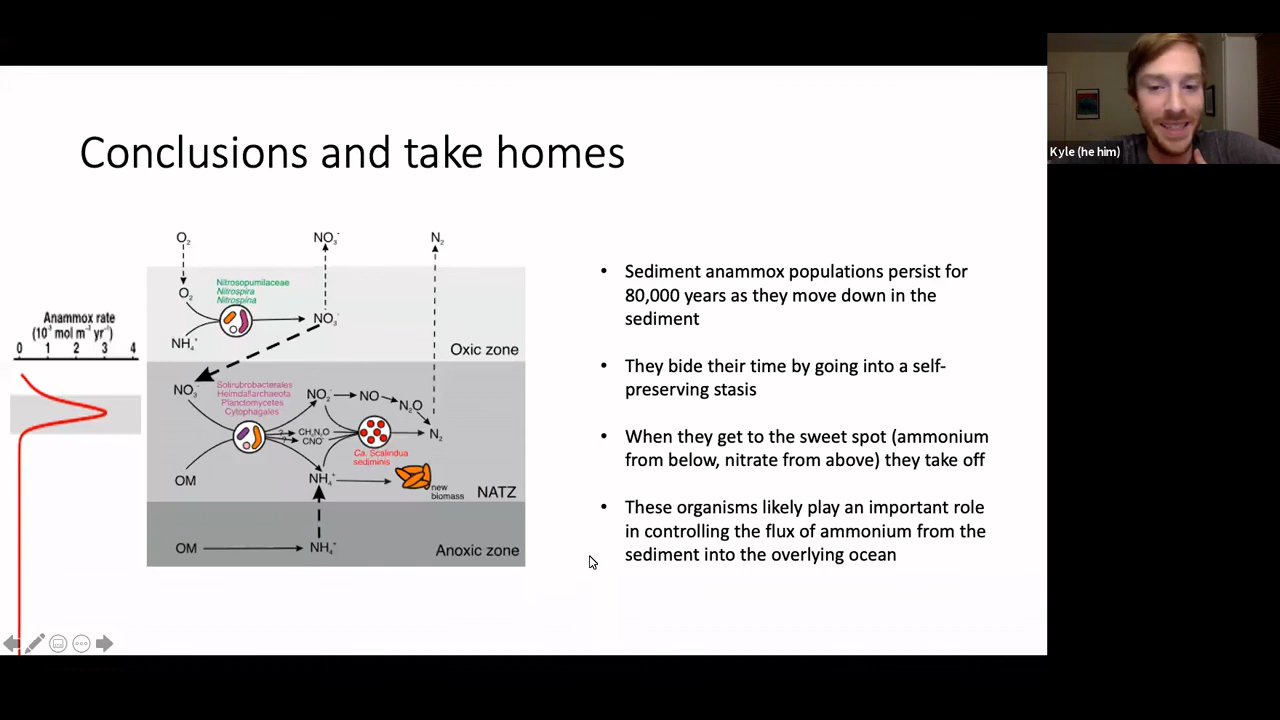 Conclusions and take homes
Kyle (he him)
O₂
NO₃⁻
N₂
Nitrosopumilaceae
Nitrospira
Nitrospina
O₂
NH₄⁺
NO₃⁻
Oxic zone
Anammox rate
(10⁻³ mol m⁻² yr⁻¹)
0 1 2 3 4
NO₃⁻
Solirubrobacterales
Heimdallarchaeota
Planctomycetes
Cytophagales
NO₂⁻
NO
N₂O
N₂
? CH₄N₂O
? CNO⁻
Ca. Scalindua
sediminis
OM
NH₄⁺
new
biomass
NATZ
OM
NH₄⁺
Anoxic zone
• Sediment anammox populations persist for
80,000 years as they move down in the
sediment
• They bide their time by going into a self-
preserving stasis
• When they get to the sweet spot (ammonium
from below, nitrate from above) they take off
• These organisms likely play an important role
in controlling the flux of ammonium from the
sediment into the overlying ocean